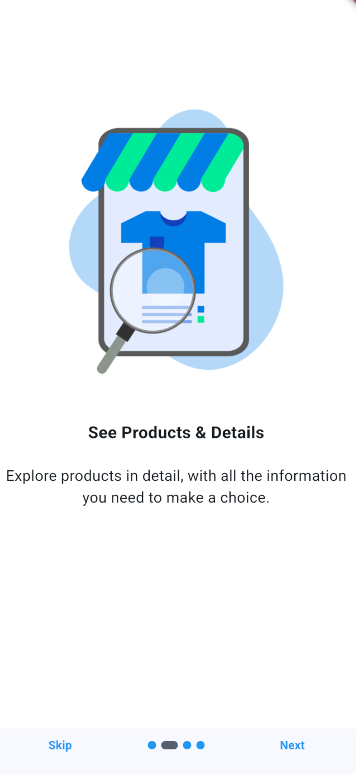 See Products & Details
Explore products in detail, with all the information
you need to make a choice.
Skip
Next